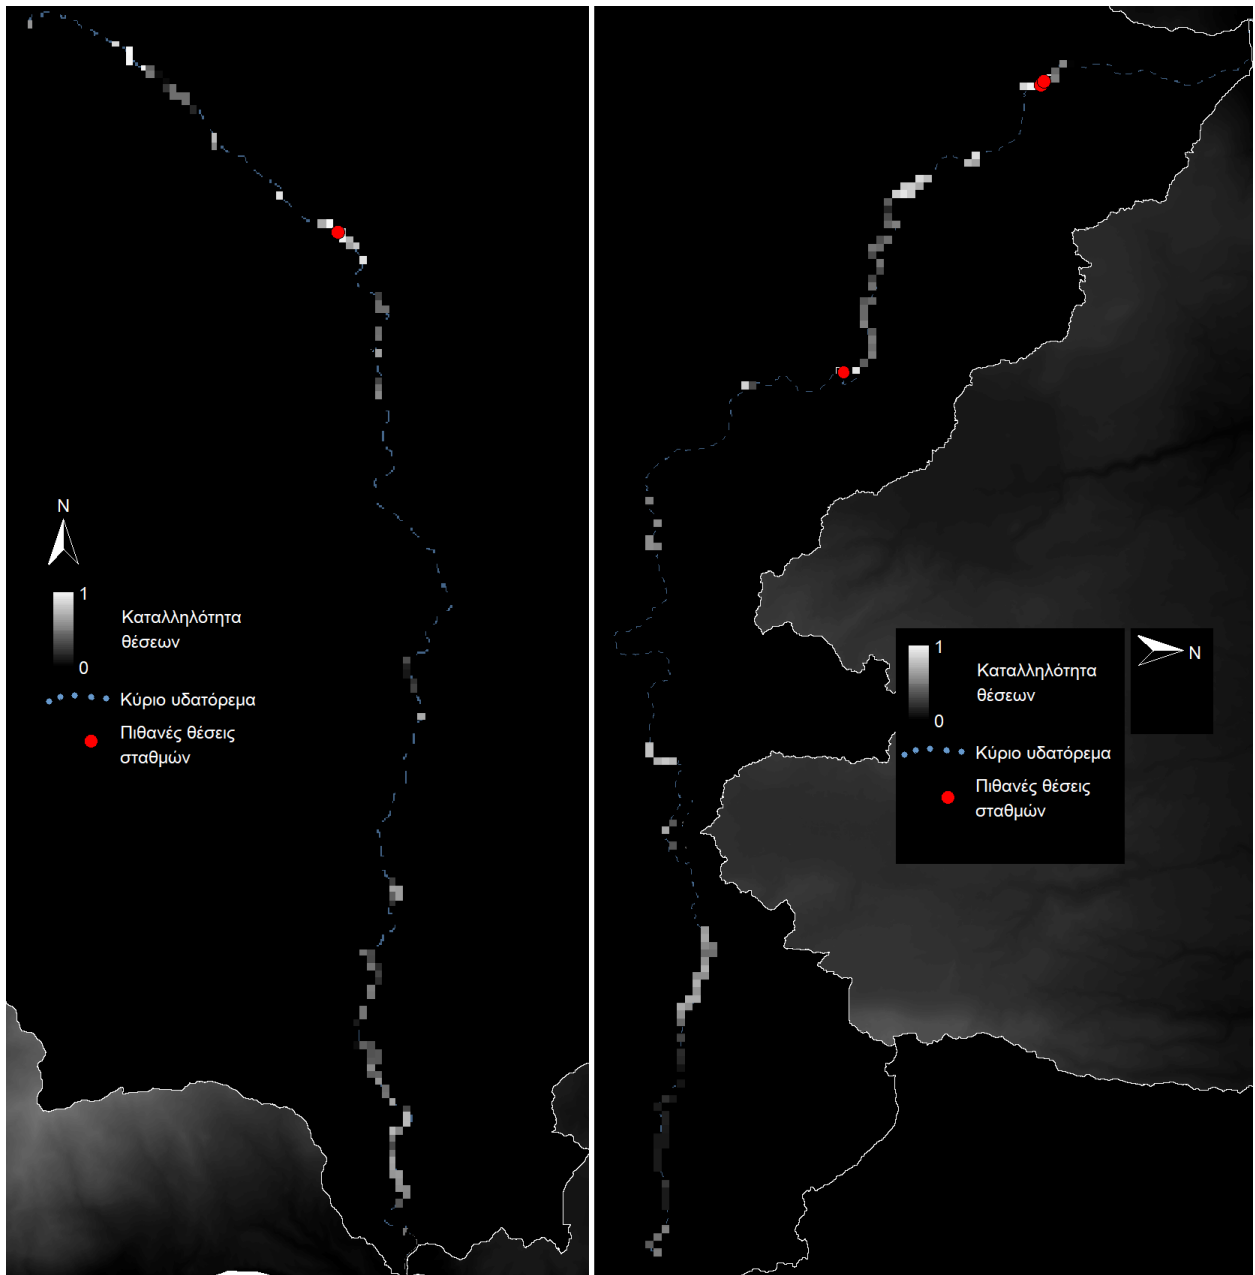 N
1
Καταλληλότητα
θέσεων
0
Κύριο υδατόρεμα
Πιθανές θέσεις
σταθμών
1
Καταλληλότητα
θέσεων
0
N
Κύριο υδατόρεμα
Πιθανές θέσεις
σταθμών